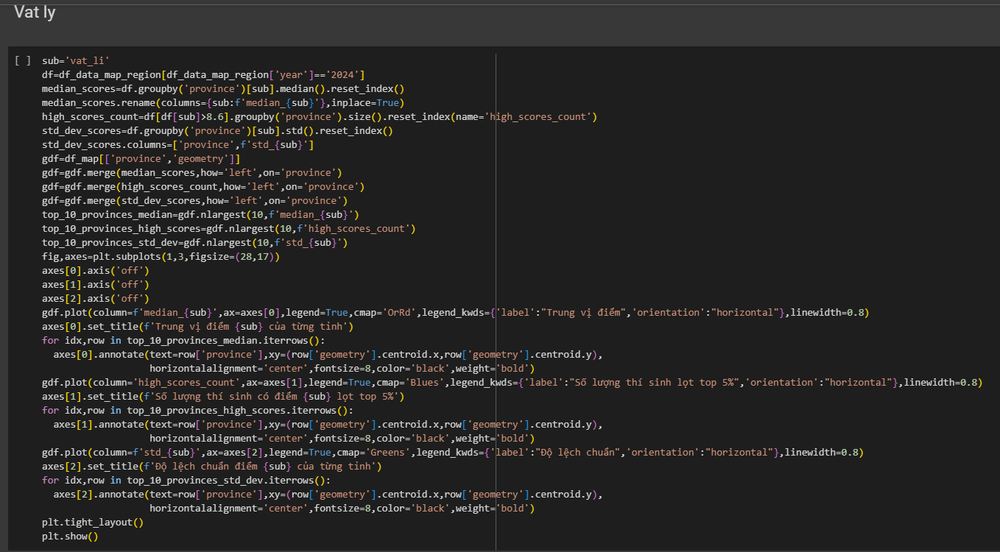 Vat ly
[ ] sub='vat_li'
df=df_data_map_region[df_data_map_region['year']=='2024']
median_scores=df.groupby('province')[sub].median().reset_index()
median_scores.rename(columns={sub:f'median_{sub}'},inplace=True)
high_scores_count=df[df[sub]>8.6].groupby('province').size().reset_index(name='high_scores_count')
std_dev_scores=df.groupby('province')[sub].std().reset_index()
std_dev_scores.columns=['province',f'std_{sub}']
gdf=df_map[['province','geometry']]
gdf=gdf.merge(median_scores,how='left',on='province')
gdf=gdf.merge(high_scores_count,how='left',on='province')
gdf=gdf.merge(std_dev_scores,how='left',on='province')
top_10_provinces_median=gdf.nlargest(10,f'median_{sub}')
top_10_provinces_high_scores=gdf.nlargest(10,f'high_scores_count')
top_10_provinces_std_dev=gdf.nlargest(10,f'std_{sub}')
fig,axes=plt.subplots(1,3,figsize=(28,17))
axes[0].axis('off')
axes[1].axis('off')
axes[2].axis('off')
gdf.plot(column=f'median_{sub}',ax=axes[0],legend=True,cmap='OrRd',legend_kwds={'label':"Trung vị điểm",'orientation':"horizontal"},linewidth=0.8)
axes[0].set_title(f'Trung vị điểm {sub} của từng tỉnh')
for idx,row in top_10_provinces_median.iterrows():
  axes[0].annotate(text=row['province'],xy=(row['geometry'].centroid.x,row['geometry'].centroid.y),
                   horizontalalignment='center',fontsize=8,color='black',weight='bold')
gdf.plot(column='high_scores_count',ax=axes[1],legend=True,cmap='Blues',legend_kwds={'label':"Số lượng thí sinh lọt top 5%",'orientation':"horizontal"},linewidth=0.8)
axes[1].set_title(f'Số lượng thí sinh có điểm {sub} lọt top 5%')
for idx,row in top_10_provinces_high_scores.iterrows():
  axes[1].annotate(text=row['province'],xy=(row['geometry'].centroid.x,row['geometry'].centroid.y),
                   horizontalalignment='center',fontsize=8,color='black',weight='bold')
gdf.plot(column=f'std_{sub}',ax=axes[2],legend=True,cmap='Greens',legend_kwds={'label':"Độ lệch chuẩn",'orientation':"horizontal"},linewidth=0.8)
axes[2].set_title(f'Độ lệch chuẩn điểm {sub} của từng tỉnh')
for idx,row in top_10_provinces_std_dev.iterrows():
  axes[2].annotate(text=row['province'],xy=(row['geometry'].centroid.x,row['geometry'].centroid.y),
                   horizontalalignment='center',fontsize=8,color='black',weight='bold')
plt.tight_layout()
plt.show()